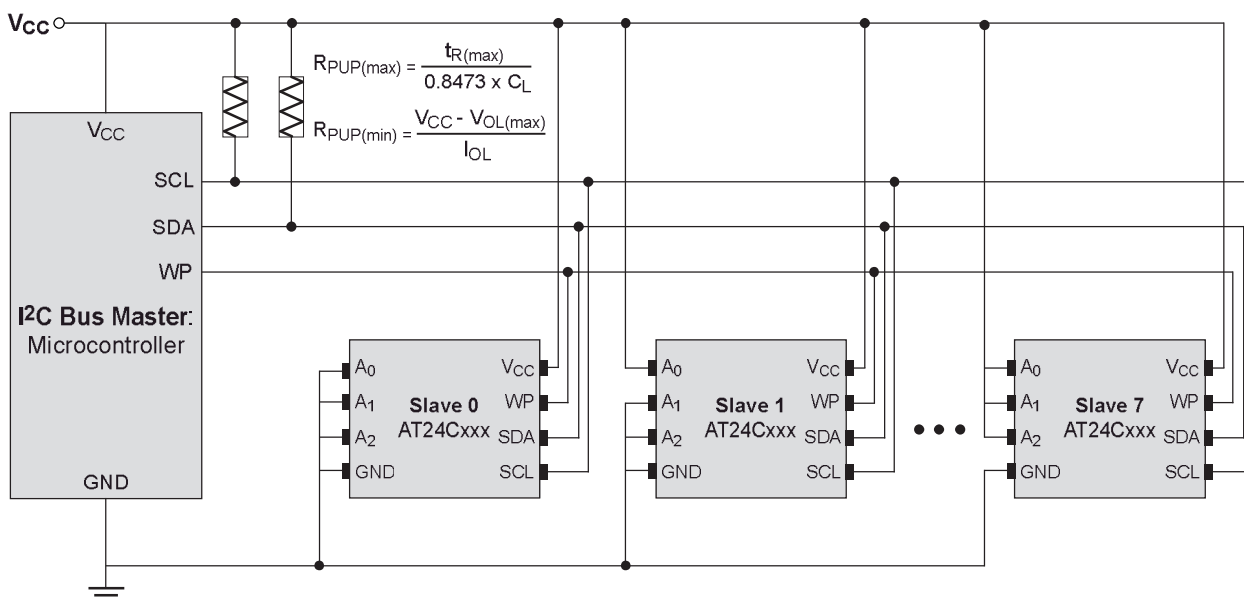 VCC
RPUP(max) = tR(max)
0.8473 x CL
RPUP(min) = VCC - VOL(max)
IOL
VCC
SCL
SDA
WP
I2C Bus Master:
Microcontroller
GND
A0
A1
A2
GND
Slave 0
AT24Cxxx
VCC
WP
SDA
SCL
A0
A1
A2
GND
Slave 1
AT24Cxxx
VCC
WP
SDA
SCL
A0
A1
A2
GND
Slave 7
AT24Cxxx
VCC
WP
SDA
SCL